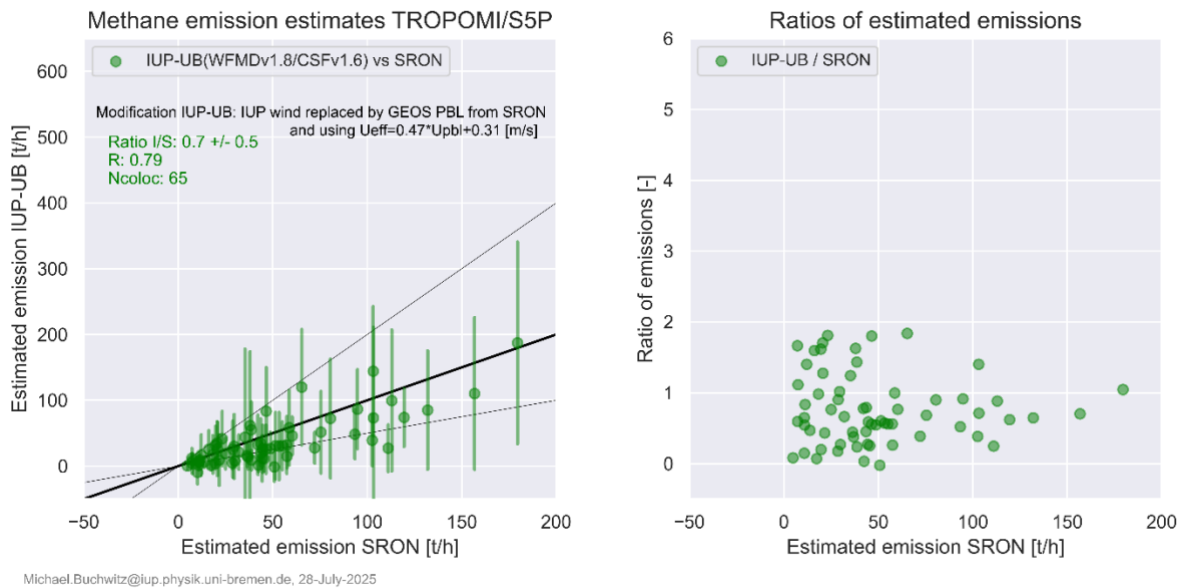 Methane emission estimates TROPOMI/S5P
600
500
400
300
200
100
0
Estimated emission IUP-UB [t/h]
IUP-UB(WFMDv1.8/CSFv1.6) vs SRON
Modification IUP-UB: IUP wind replaced by GEOS PBL from SRON
and using Ueff=0.47*Upbl+0.31 [m/s]
Ratio I/S: 0.7 +/- 0.5
R: 0.79
Ncoloc: 65
−50 0 50 100 150 200
Estimated emission SRON [t/h]
Ratios of estimated emissions
6
5
4
3
2
1
0
Ratio of emissions [-]
IUP-UB / SRON
−50 0 50 100 150 200
Estimated emission SRON [t/h]
Michael.Buchwitz@iup.physik.uni-bremen.de, 28-July-2025